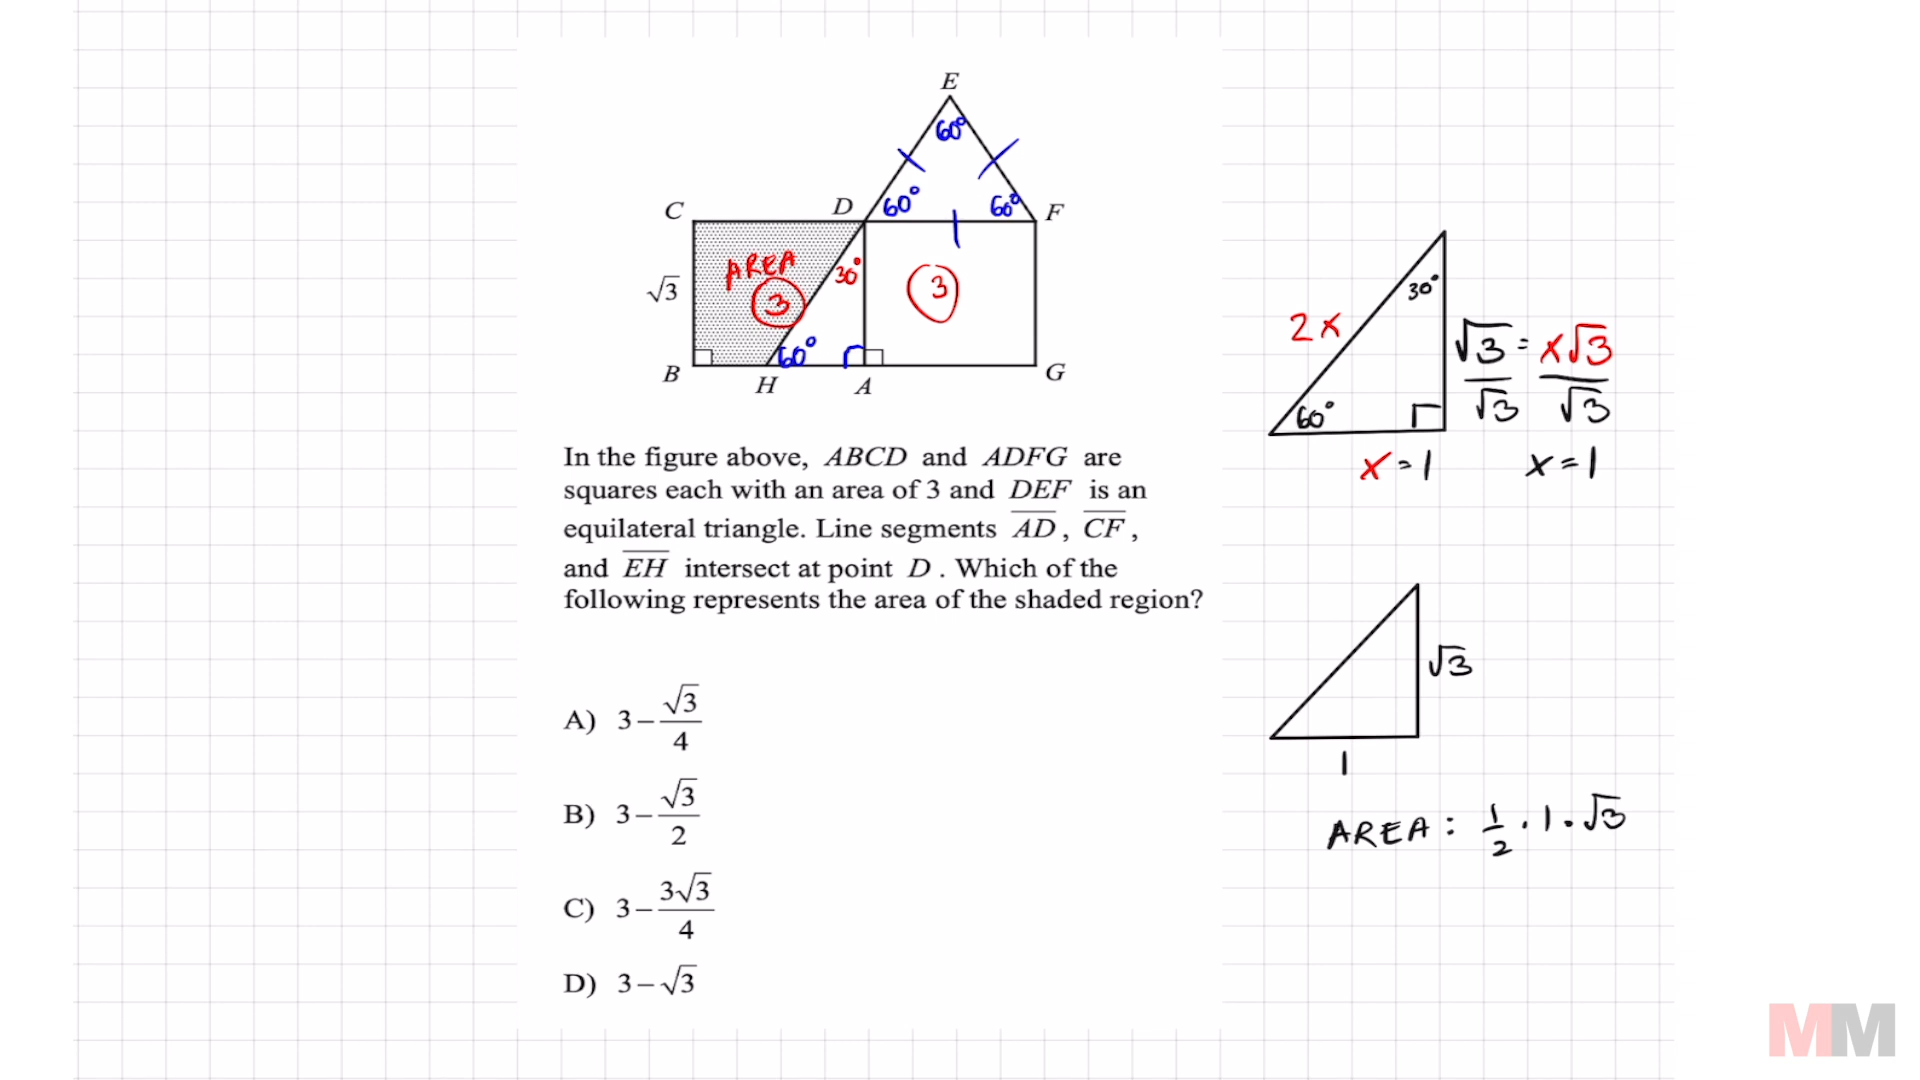 E
60°
C
D
60°
60°
F
AREA
3
30°
3
√3
60°
B
H
A
G
In the figure above, ABCD and ADFG are
squares each with an area of 3 and DEF is an
equilateral triangle. Line segments AD, CF,
and EH intersect at point D. Which of the
following represents the area of the shaded region?
A) 3 − √3/4
B) 3 − √3/2
C) 3 − 3√3/4
D) 3 − √3
30°
2x
√3 = x√3
√3 √3
60°
x = 1
x = 1
√3
1
AREA: 1/2 · 1 · √3
MM